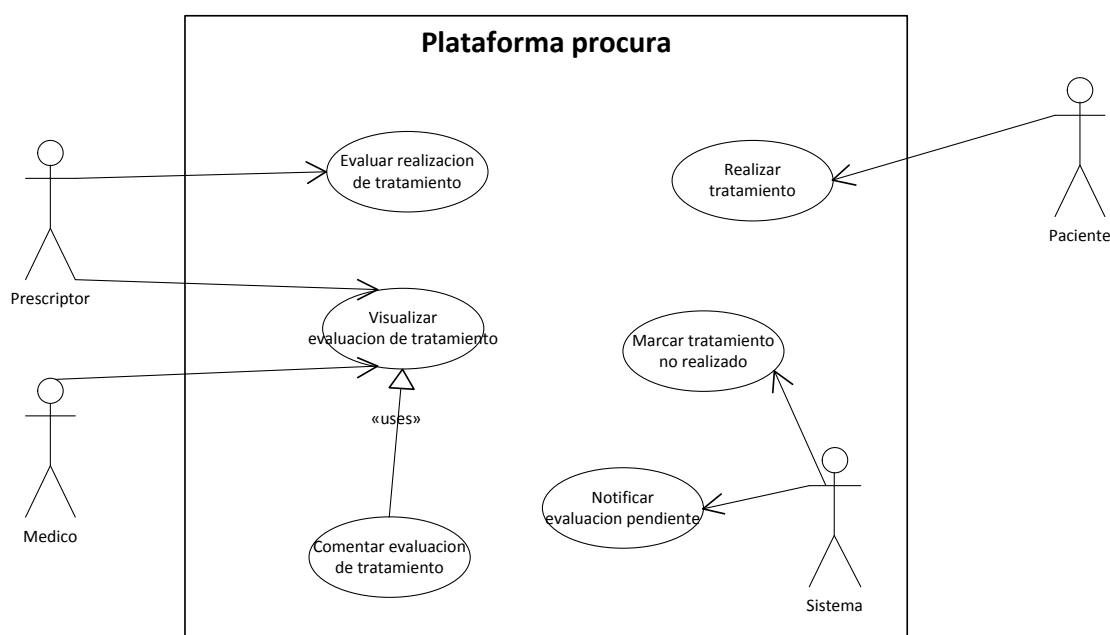 Plataforma procura
Evaluar realizacion
de tratamiento
Realizar
tratamiento
Paciente
Prescriptor
Visualizar
evaluacion de tratamiento
Marcar tratamiento
no realizado
«uses»
Medico
Notificar
evaluacion pendiente
Comentar evaluacion
de tratamiento
Sistema